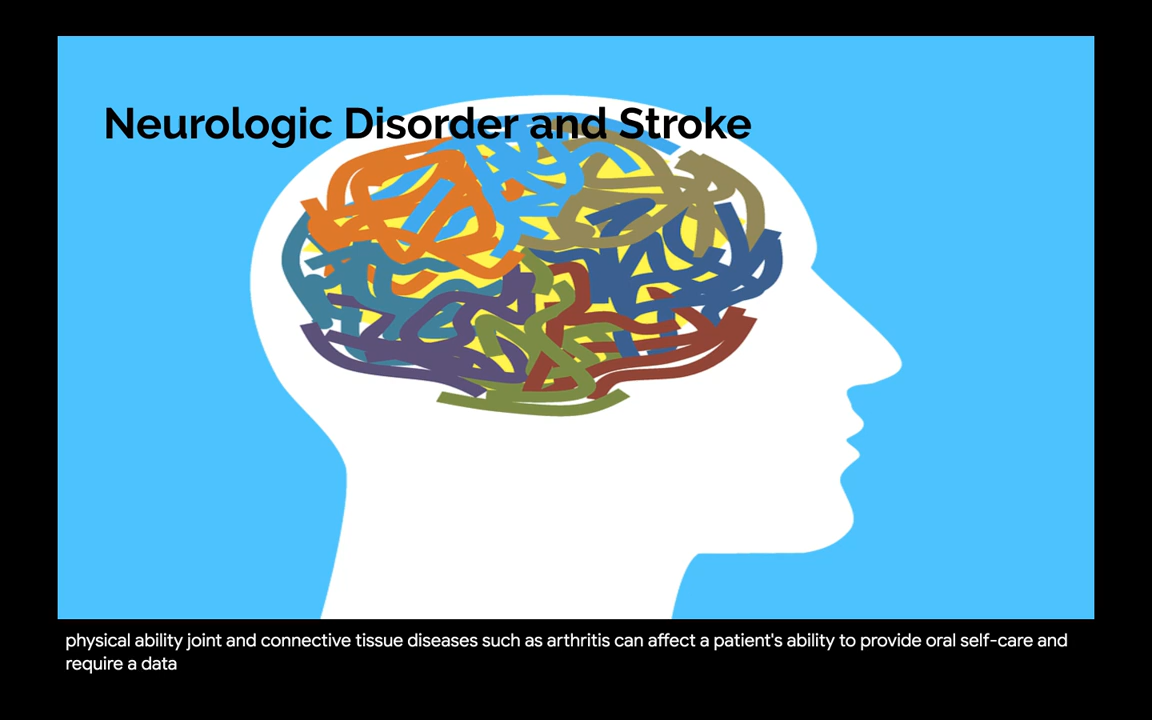 Neurologic Disorder and Stroke
physical ability joint and connective tissue diseases such as arthritis can affect a patient's ability to provide oral self-care and
require a data